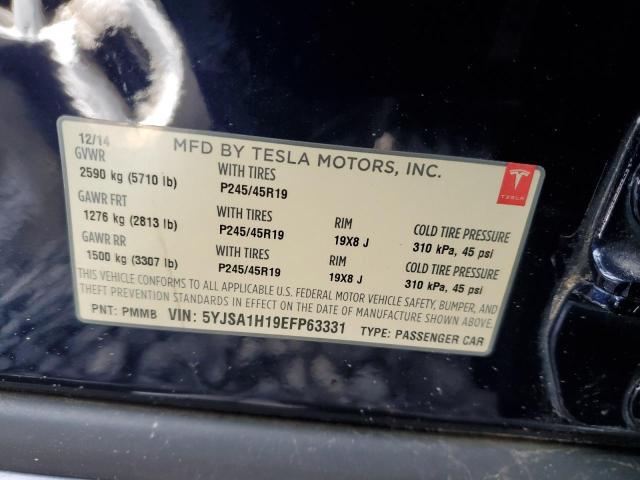 12/14
MFD BY TESLA MOTORS, INC.
GVWR
2590 kg (5710 lb)
WITH TIRES
P245/45R19
GAWR FRT
1276 kg (2813 lb)
WITH TIRES
P245/45R19
RIM
19X8 J
COLD TIRE PRESSURE
310 kPa, 45 psi
GAWR RR
1500 kg (3307 lb)
WITH TIRES
P245/45R19
RIM
19X8 J
COLD TIRE PRESSURE
310 kPa, 45 psi
THIS VEHICLE CONFORMS TO ALL APPLICABLE U.S. FEDERAL MOTOR VEHICLE SAFETY, BUMPER, AND
THEFT PREVENTION STANDARDS IN EFFECT ON THE DATE OF MANUFACTURE SHOWN ABOVE.
PNT: PMMB VIN: 5YJSA1H19EFP63331 TYPE: PASSENGER CAR
TESLA